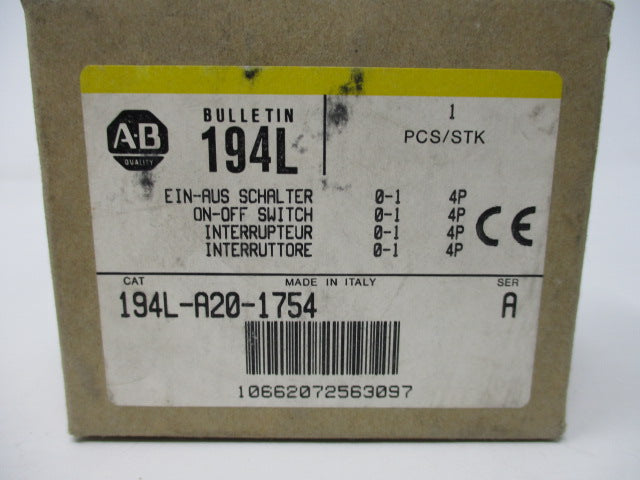 A-B
QUALITY
BULLETIN
194L
1
PCS/STK
EIN-AUS SCHALTER 0-1 4P
ON-OFF SWITCH 0-1 4P
INTERRUPTEUR 0-1 4P
INTERRUTTORE 0-1 4P
CE
CAT MADE IN ITALY SER
194L-A20-1754 A
10662072563097